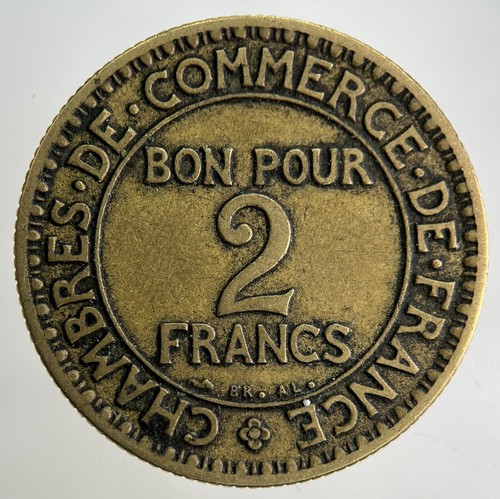 CHAMBRES·DE·COMMERCE·DE·FRANCE
BON POUR
2
FRANCS
BR. AL.